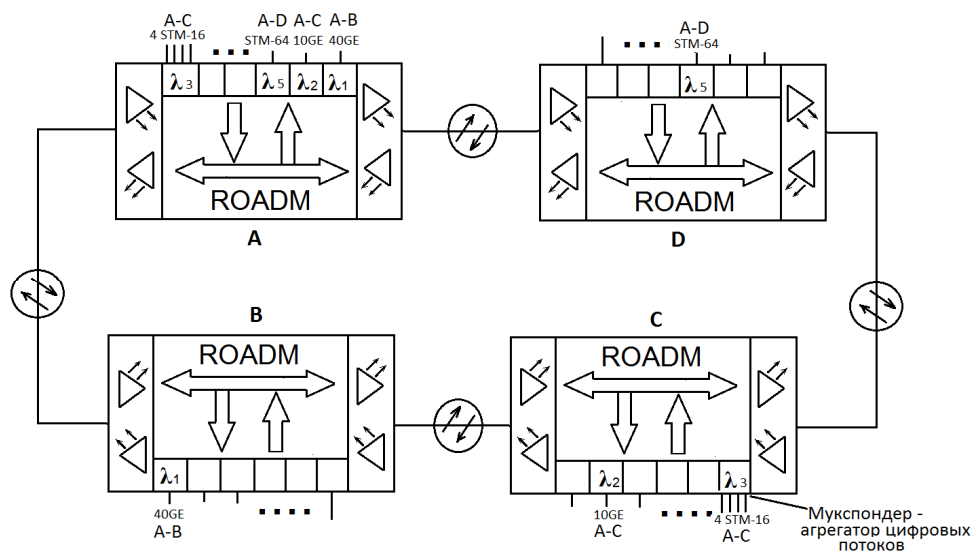 A-C A-D A-C A-B
4 STM-16 STM-64 10GE 40GE
λ3 λ5 λ2 λ1
ROADM
A
A-D
STM-64
λ5
ROADM
D
B
ROADM
λ1
40GE
A-B
C
ROADM
λ2 λ3
10GE 4 STM-16
A-C A-C
Мукспондер -
агрегатор цифровых
потоков